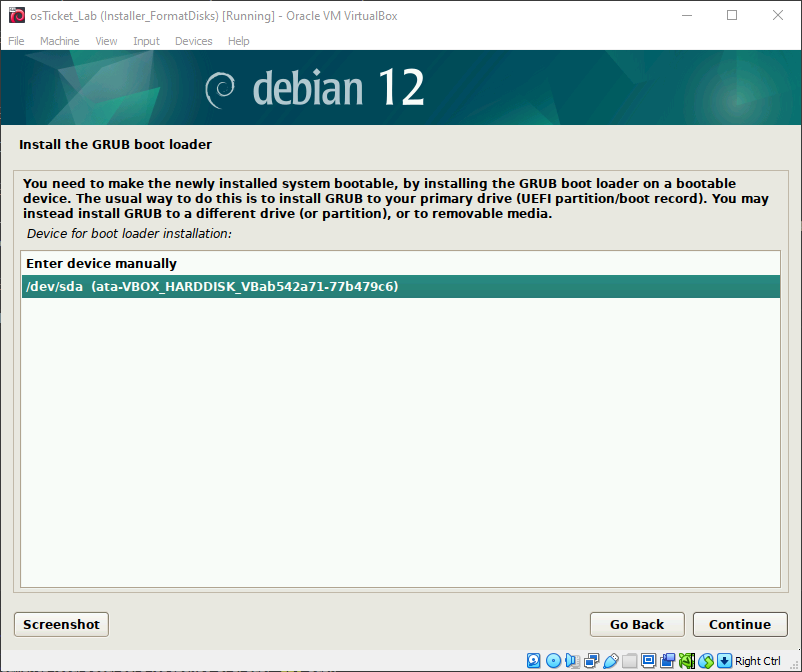 osTicket_Lab (Installer_FormatDisks) [Running] - Oracle VM VirtualBox
File Machine View Input Devices Help
debian 12
Install the GRUB boot loader
You need to make the newly installed system bootable, by installing the GRUB boot loader on a bootable
device. The usual way to do this is to install GRUB to your primary drive (UEFI partition/boot record). You may
instead install GRUB to a different drive (or partition), or to removable media.
Device for boot loader installation:
Enter device manually
/dev/sda (ata-VBOX_HARDDISK_VBab542a71-77b479c6)
Screenshot Go Back Continue
Right Ctrl